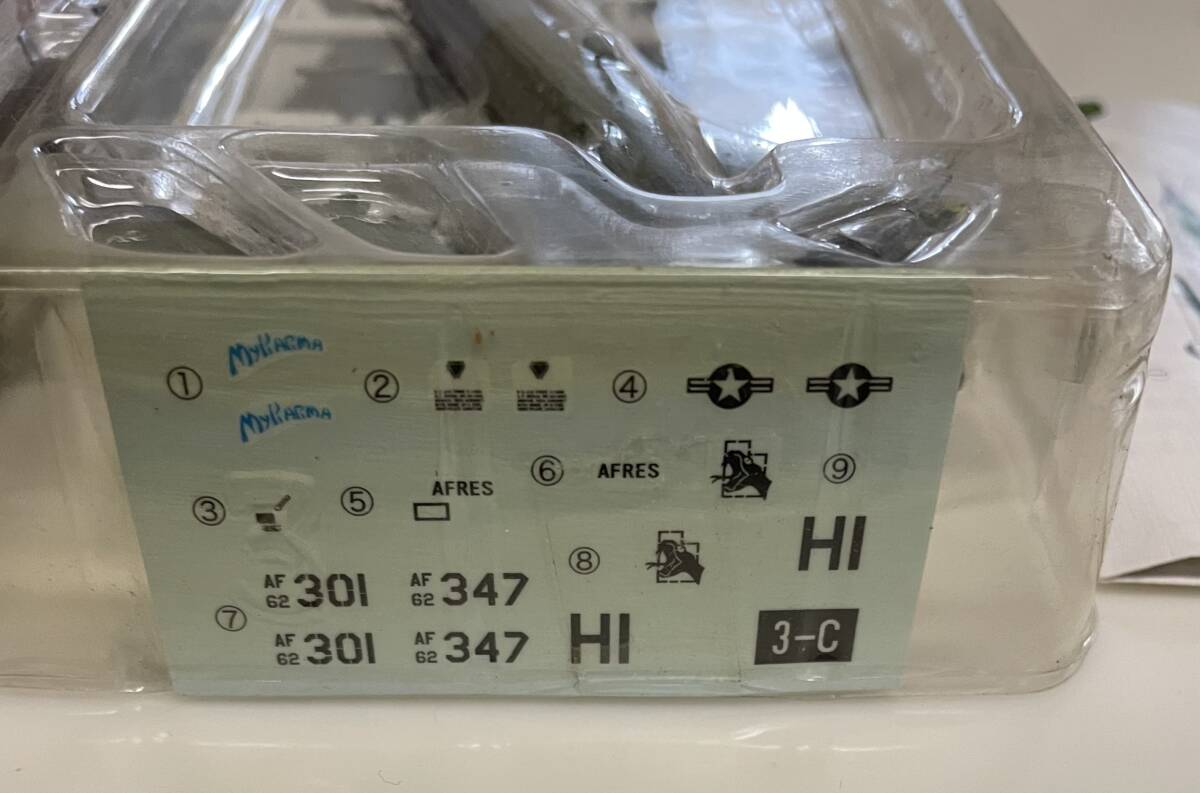 ① MyKarma ② ④
MyKarma
③ ⑤ AFRES ⑥ AFRES ⑨
AF 62 301 AF 62 347 ⑧ HI
⑦ AF 62 301 AF 62 347 HI 3-C